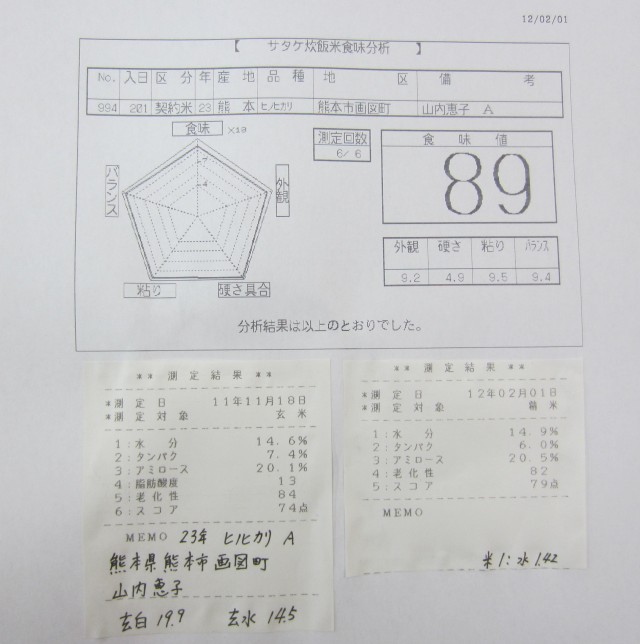 12/02/01
【 サタケ炊飯米食味分析 】
No. 入日 区分 年 産地 品種 地区 備考
994 201 契約米 23 熊本 ヒノヒカリ 熊本市画図町 山内恵子 A
食味 ×10
バランス
外観
粘り
硬さ具合
7
4
測定回数
6/ 6
食味値
89
外観 硬さ 粘り バランス
9.2 4.9 9.5 9.4
分析結果は以上のとおりでした。
** 測定結果 **
*測定日 11年11月18日
*測定対象 玄米
1:水分 14.6%
2:タンパク 7.4%
3:アミロース 20.1%
4:脂肪酸度 13
5:老化性 84
6:スコア 74点
MEMO 23年 ヒノヒカリ A
熊本県熊本市画図町
山内恵子
玄白 19.9 玄水 14.5
** 測定結果 **
*測定日 12年02月01日
*測定対象 精米
1:水分 14.9%
2:タンパク 6.0%
3:アミロース 20.5%
4:老化性 82
5:スコア 79点
MEMO
米1:水1.42